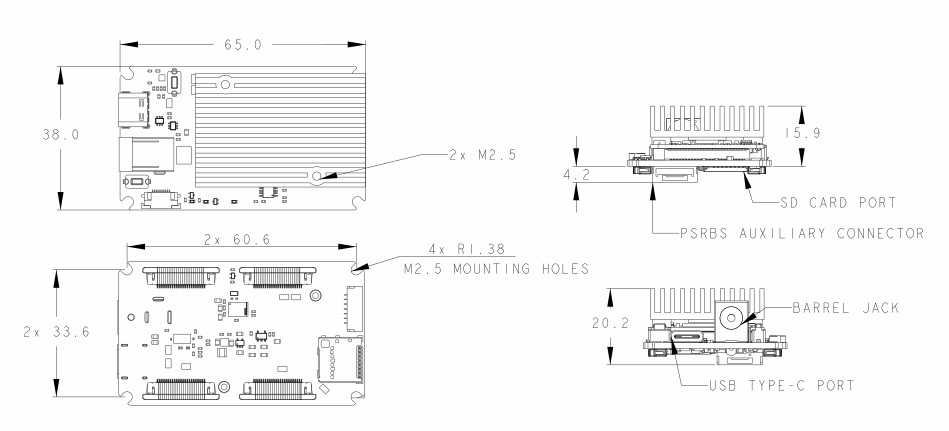 65.0
38.0
2x M2.5
15.9
4.2
SD CARD PORT
PSRBS AUXILIARY CONNECTOR
2x 60.6
4x R1.38
M2.5 MOUNTING HOLES
2x 33.6
20.2
BARREL JACK
USB TYPE-C PORT